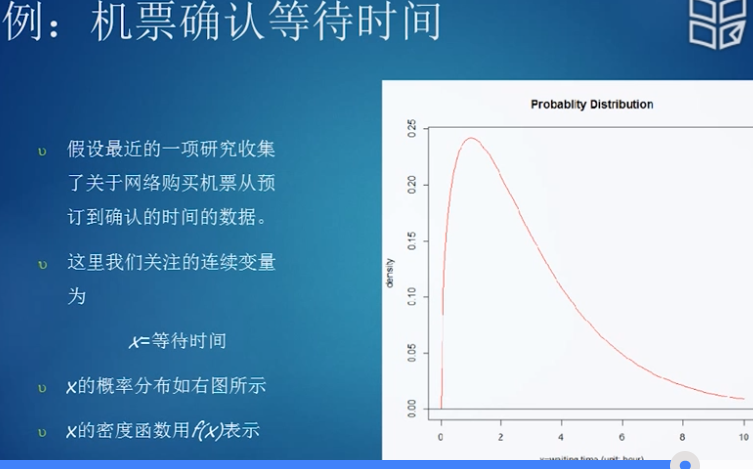 例：机票确认等待时间
Probablity Distribution
υ 假设最近的一项研究收集
了关于网络购买机票从预
订到确认的时间的数据。
υ 这里我们关注的连续变量
为
x=等待时间
υ x的概率分布如右图所示
υ x的密度函数用f(x)表示
density
0.25
0.20
0.15
0.10
0.05
0.00
0 2 4 6 8 10
x=waiting time (unit: hour)